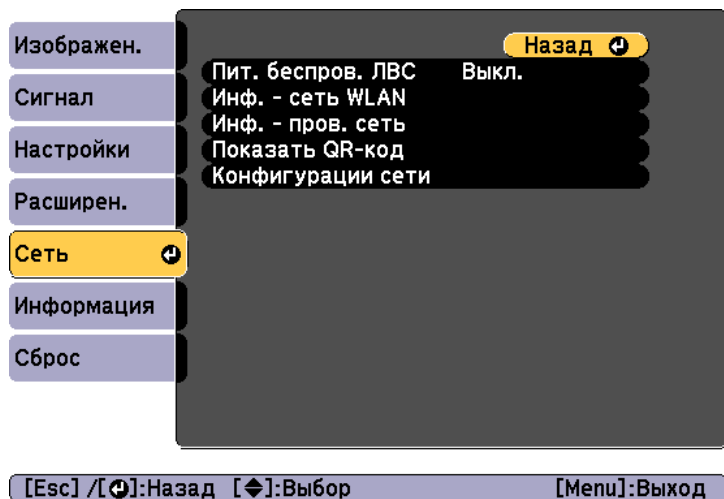 Изображен.
Сигнал
Настройки
Расширен.
Сеть
Информация
Сброс
Назад
Пит. беспров. ЛВС Выкл.
Инф. - сеть WLAN
Инф. - пров. сеть
Показать QR-код
Конфигурации сети
[Esc] /[]:Назад []:Выбор [Menu]:Выход